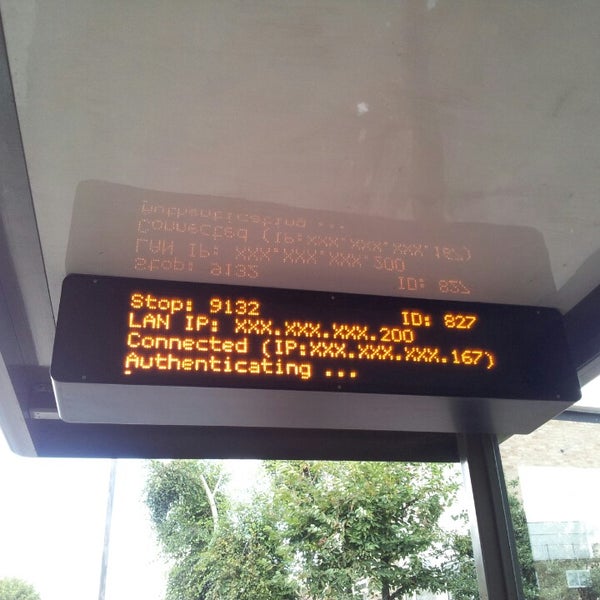 Stop: 9132 ID: 827
LAN IP: XXX.XXX.XXX.200
Connected (IP:XXX.XXX.XXX.167)
Authenticating ...